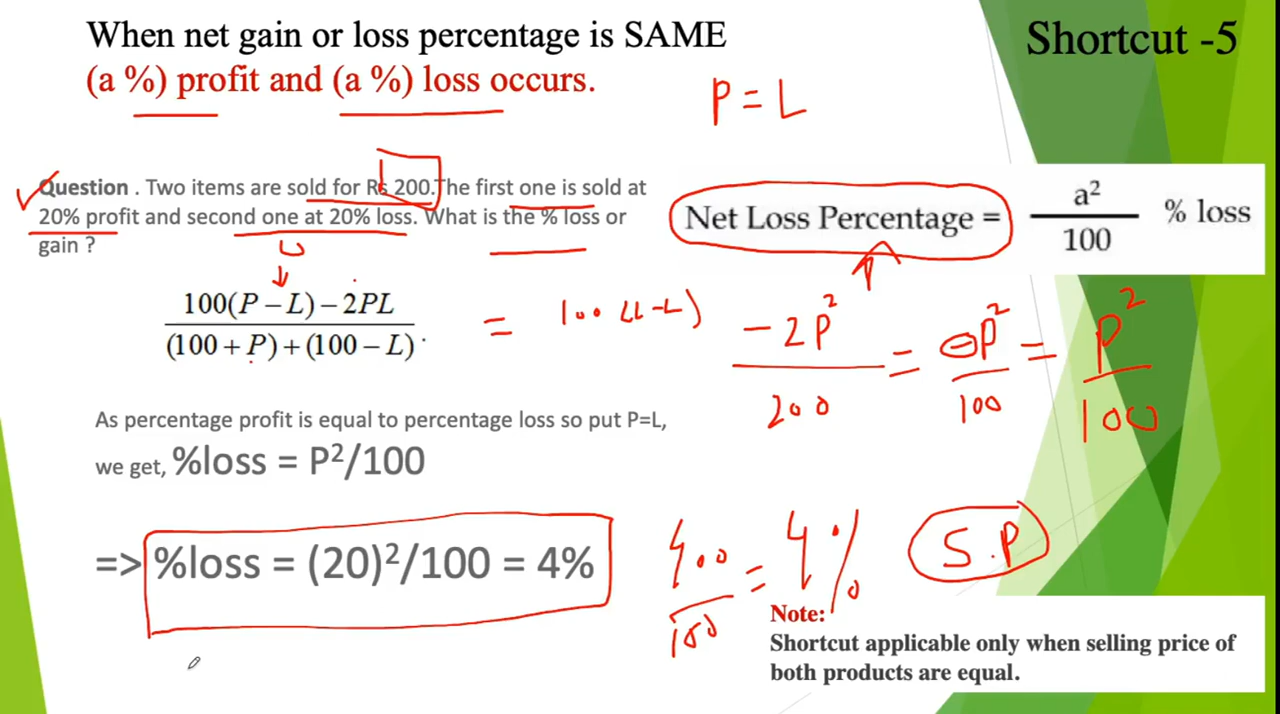 When net gain or loss percentage is SAME
Shortcut -5
(a %) profit and (a %) loss occurs.
P = L
Question . Two items are sold for Rs 200.The first one is sold at
20% profit and second one at 20% loss. What is the % loss or
gain ?
Net Loss Percentage = a²/100 % loss
100(P – L) – 2PL
(100 + P) + (100 – L)
= 100 (L-L)
-2P²/200 = -P²/100 = P²/100
As percentage profit is equal to percentage loss so put P=L,
we get, %loss = P²/100
=> %loss = (20)²/100 = 4%
400/100 = 4%
S.P
Note:
Shortcut applicable only when selling price of
both products are equal.